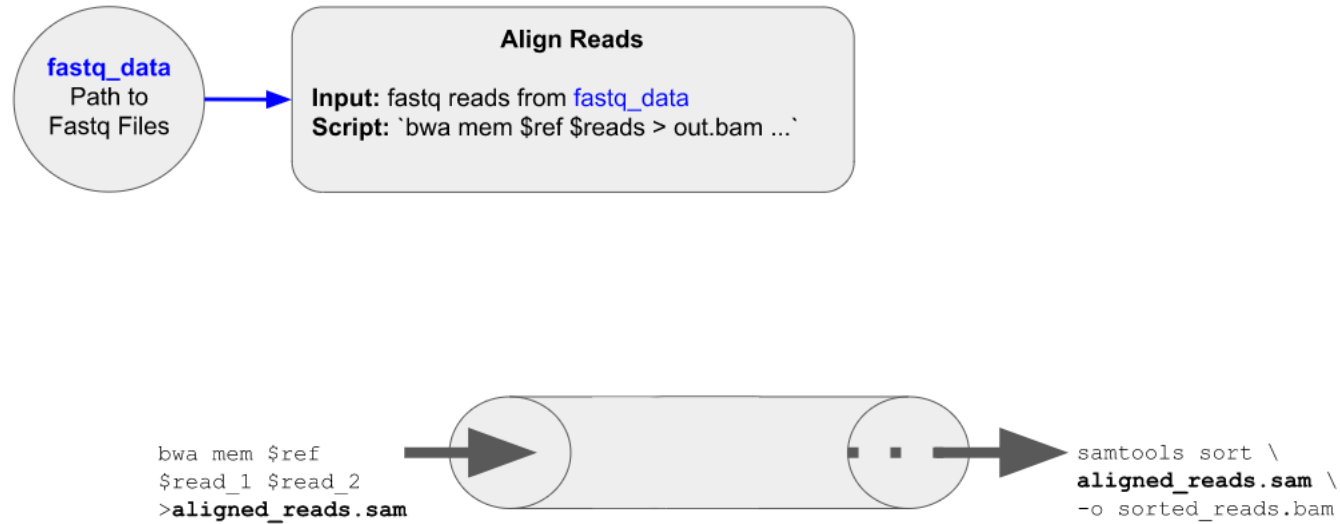 fastq_data
Path to
Fastq Files
Align Reads
Input: fastq reads from fastq_data
Script: `bwa mem $ref $reads > out.bam ...`
bwa mem $ref
$read_1 $read_2
>aligned_reads.sam
samtools sort \
aligned_reads.sam \
-o sorted_reads.bam